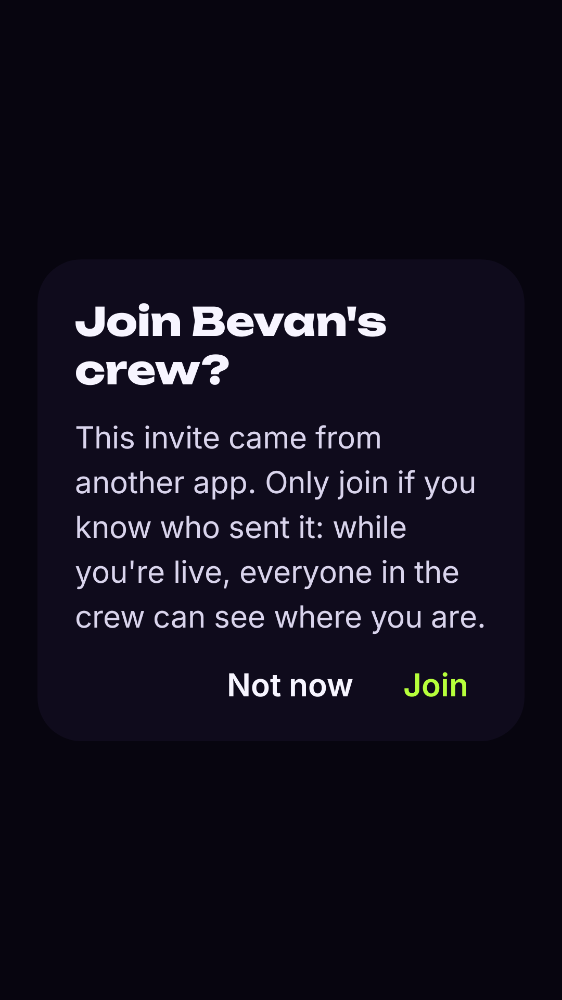 Join Bevan's
crew?
This invite came from
another app. Only join if you
know who sent it: while
you're live, everyone in the
crew can see where you are.
Not now Join